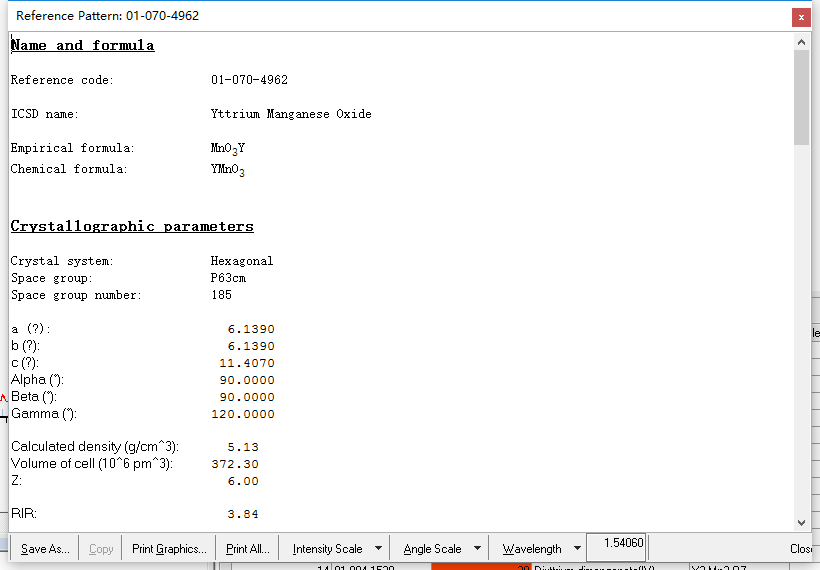 Reference Pattern: 01-070-4962
x
Name and formula
Reference code: 01-070-4962
ICSD name: Yttrium Manganese Oxide
Empirical formula: MnO3Y
Chemical formula: YMnO3
Crystallographic parameters
Crystal system: Hexagonal
Space group: P63cm
Space group number: 185
a (?): 6.1390
b (?): 6.1390
c (?): 11.4070
Alpha (°): 90.0000
Beta (°): 90.0000
Gamma (°): 120.0000
Calculated density (g/cm^3): 5.13
Volume of cell (10^6 pm^3): 372.30
Z: 6.00
RIR: 3.84
Save As... Copy Print Graphics... Print All... Intensity Scale Angle Scale Wavelength 1.54060 Clos